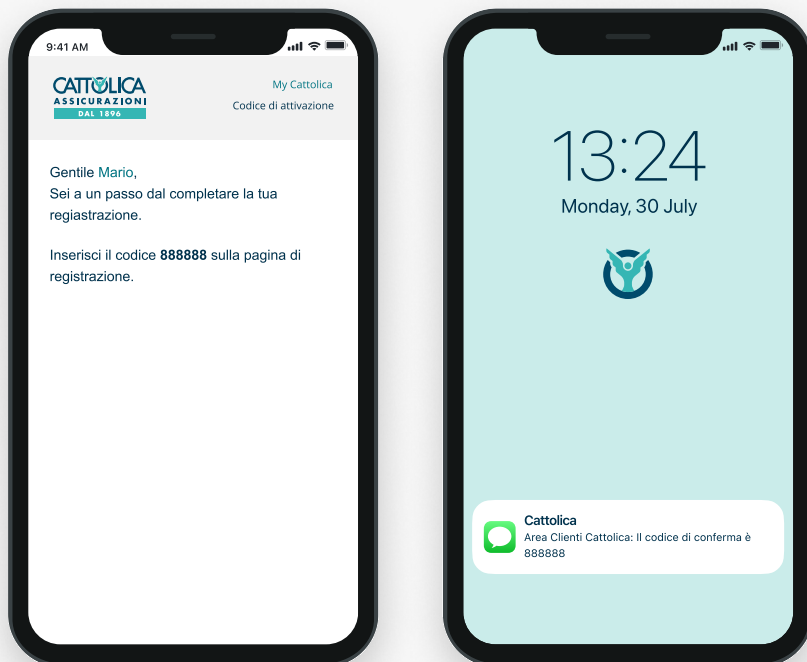 9:41 AM
CATTOLICA
ASSICURAZIONI
DAL 1896
My Cattolica
Codice di attivazione
Gentile Mario,
Sei a un passo dal completare la tua
regiastrazione.
Inserisci il codice 888888 sulla pagina di
registrazione.
13:24
Monday, 30 July
Cattolica
Area Clienti Cattolica: Il codice di conferma è
888888